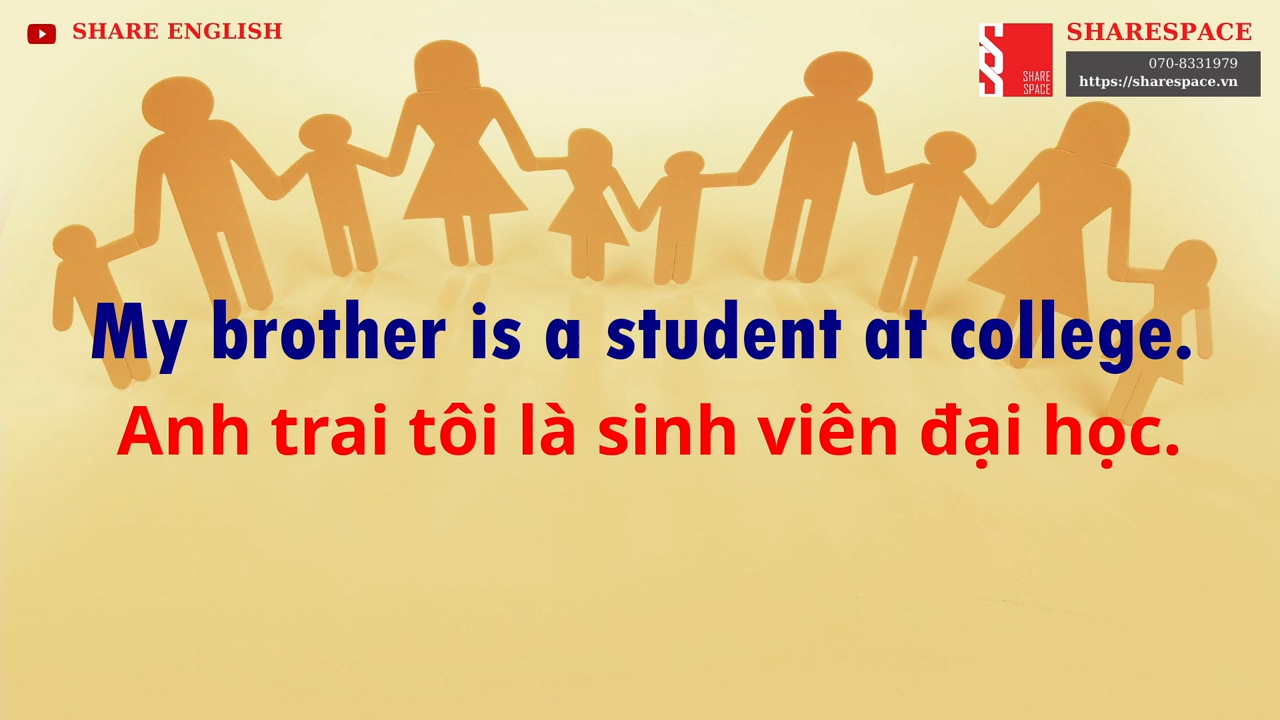 SHARE ENGLISH
SHARESPACE
070-8331979
https://sharespace.vn
SHARE
SPACE
My brother is a student at college.
Anh trai tôi là sinh viên đại học.